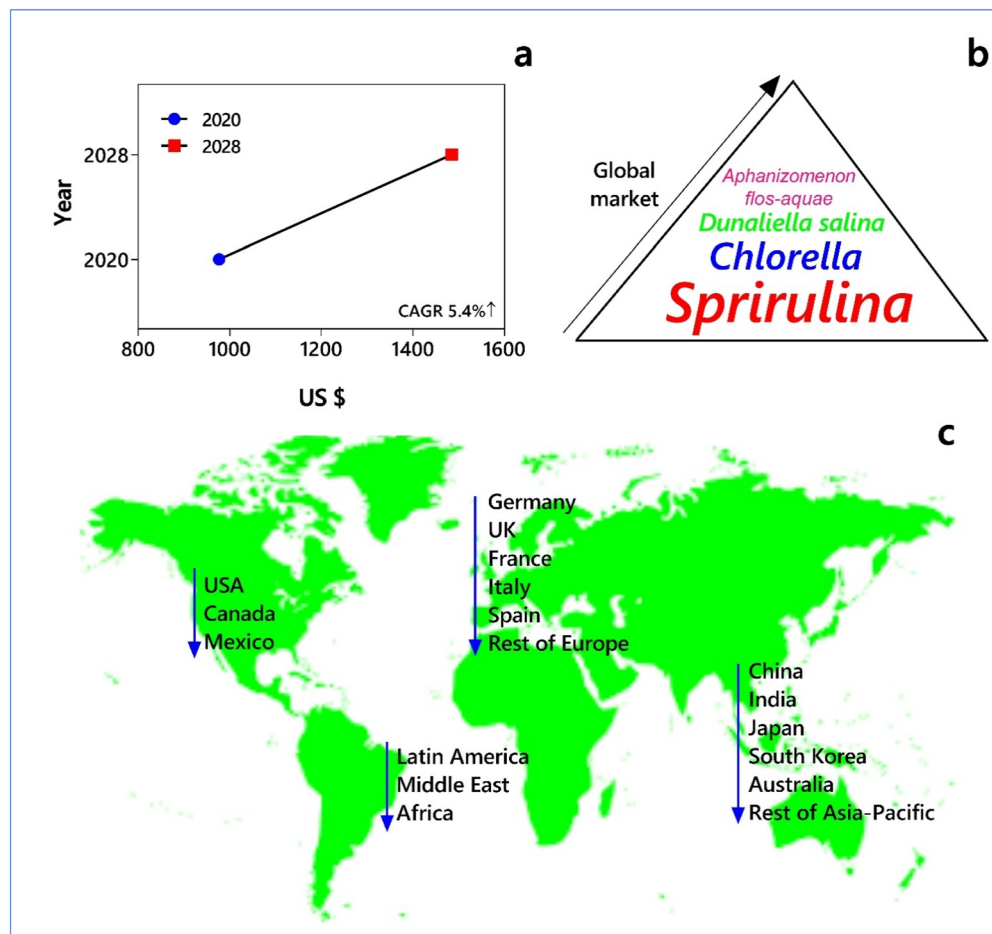 a
2020
2028
2028
Year
2020
CAGR 5.4%↑
800 1000 1200 1400 1600
US $
b
Global
market
Aphanizomenon
flos-aquae
Dunaliella salina
Chlorella
Sprirulina
c
USA
Canada
Mexico
Germany
UK
France
Italy
Spain
Rest of Europe
Latin America
Middle East
Africa
China
India
Japan
South Korea
Australia
Rest of Asia-Pacific